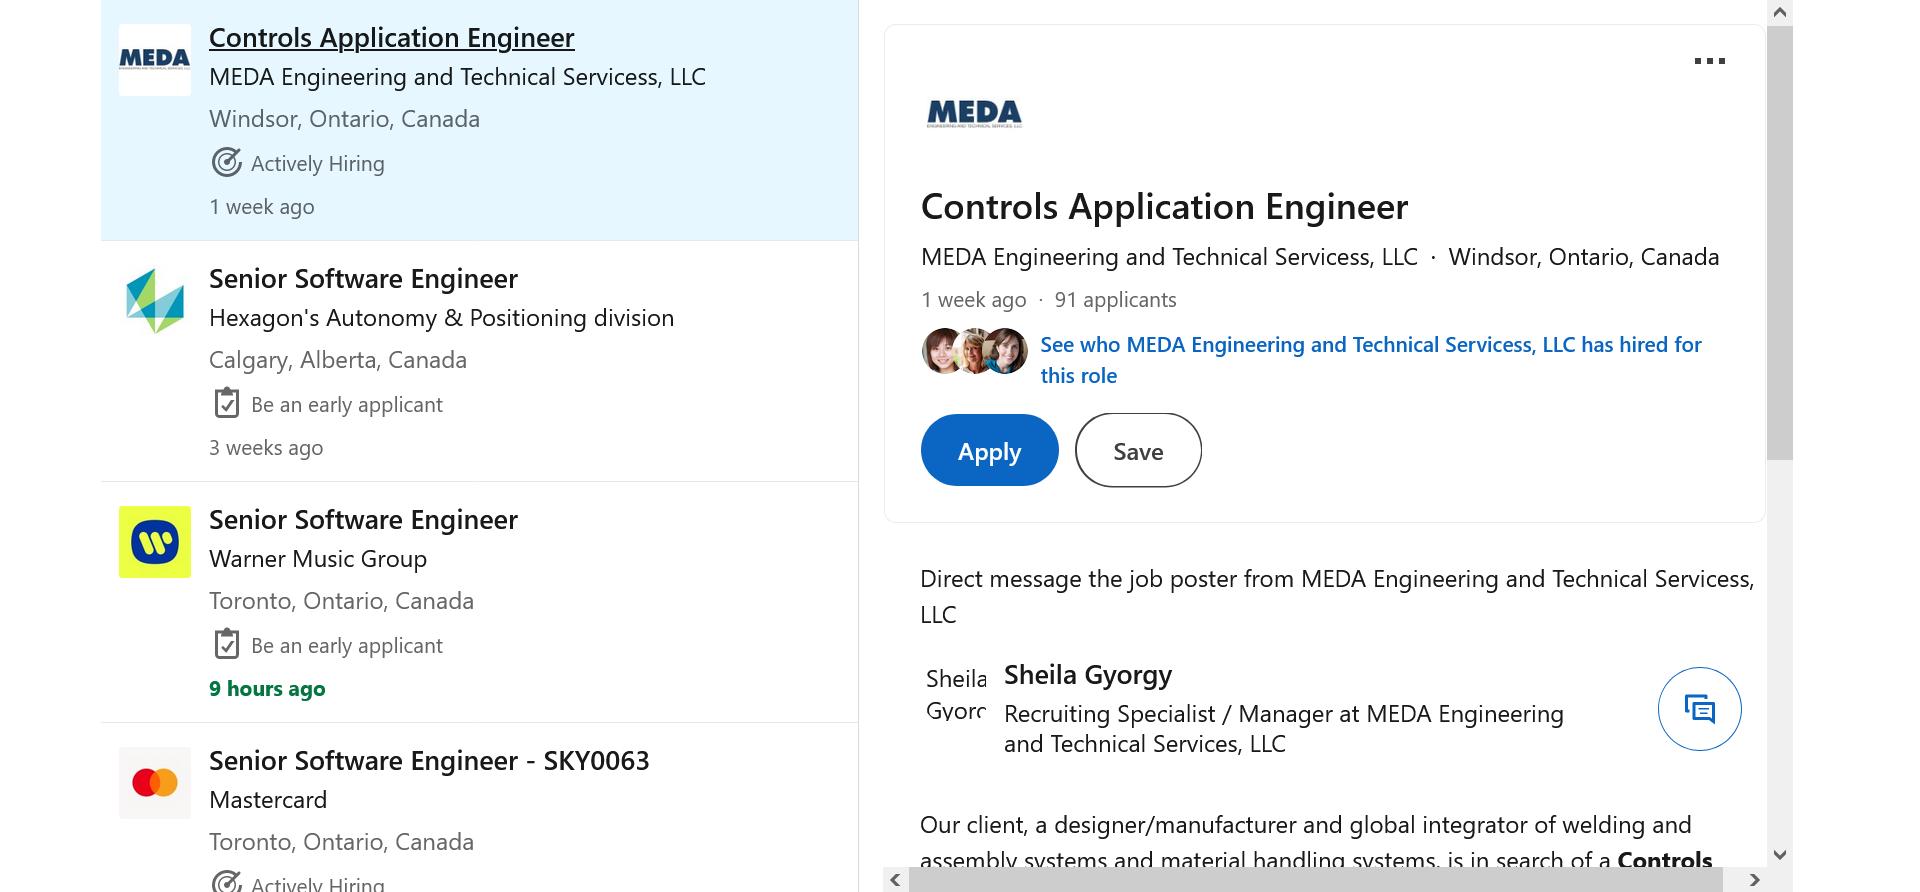 MEDA
Controls Application Engineer
MEDA Engineering and Technical Servicess, LLC
Windsor, Ontario, Canada
Actively Hiring
1 week ago
Senior Software Engineer
Hexagon's Autonomy & Positioning division
Calgary, Alberta, Canada
Be an early applicant
3 weeks ago
Senior Software Engineer
Warner Music Group
Toronto, Ontario, Canada
Be an early applicant
9 hours ago
Senior Software Engineer - SKY0063
Mastercard
Toronto, Ontario, Canada
Actively Hiring
MEDA
ENGINEERING AND TECHNICAL SERVICES, LLC
Controls Application Engineer
MEDA Engineering and Technical Servicess, LLC · Windsor, Ontario, Canada
1 week ago · 91 applicants
See who MEDA Engineering and Technical Servicess, LLC has hired for
this role
Apply Save
Direct message the job poster from MEDA Engineering and Technical Servicess,
LLC
Sheila
Gyorg
Sheila Gyorgy
Recruiting Specialist / Manager at MEDA Engineering
and Technical Services, LLC
Our client, a designer/manufacturer and global integrator of welding and
assembly systems and material handling systems, is in search of a Controls